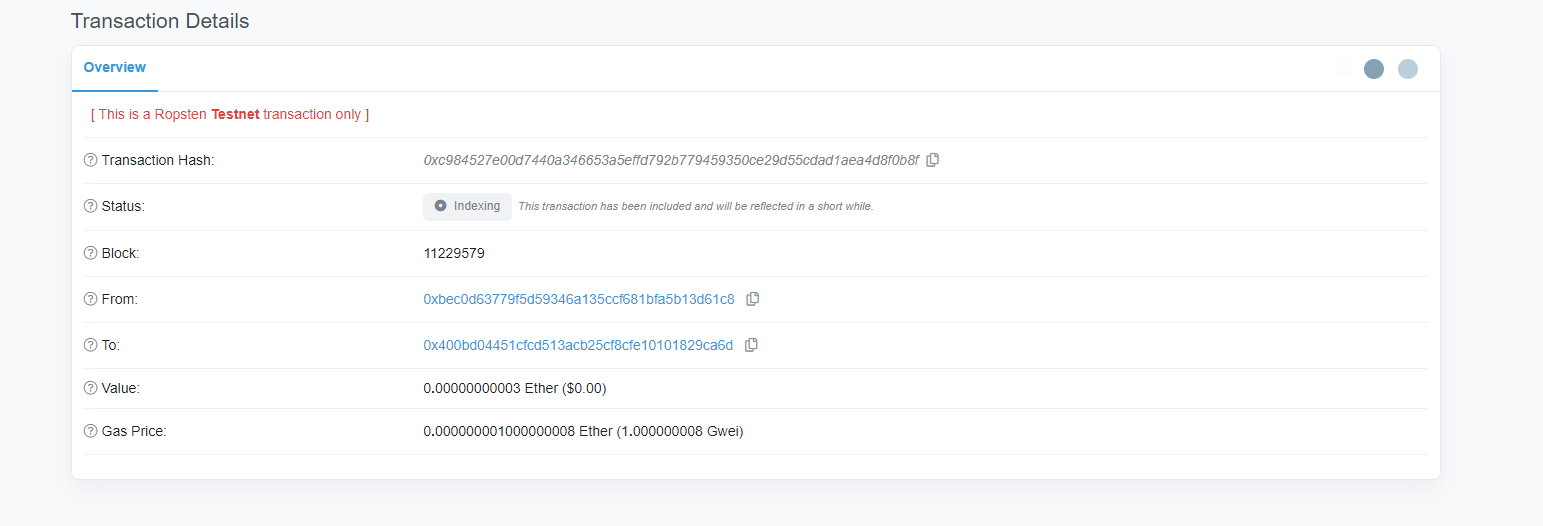 Transaction Details
Overview
[ This is a Ropsten Testnet transaction only ]
Transaction Hash: 0xc984527e00d7440a346653a5effd792b779459350ce29d55cdad1aea4d8f0b8f
Status: Indexing This transaction has been included and will be reflected in a short while.
Block: 11229579
From: 0xbec0d63779f5d59346a135ccf681bfa5b13d61c8
To: 0x400bd04451cfcd513acb25cf8cfe10101829ca6d
Value: 0.00000000003 Ether ($0.00)
Gas Price: 0.000000001000000008 Ether (1.000000008 Gwei)